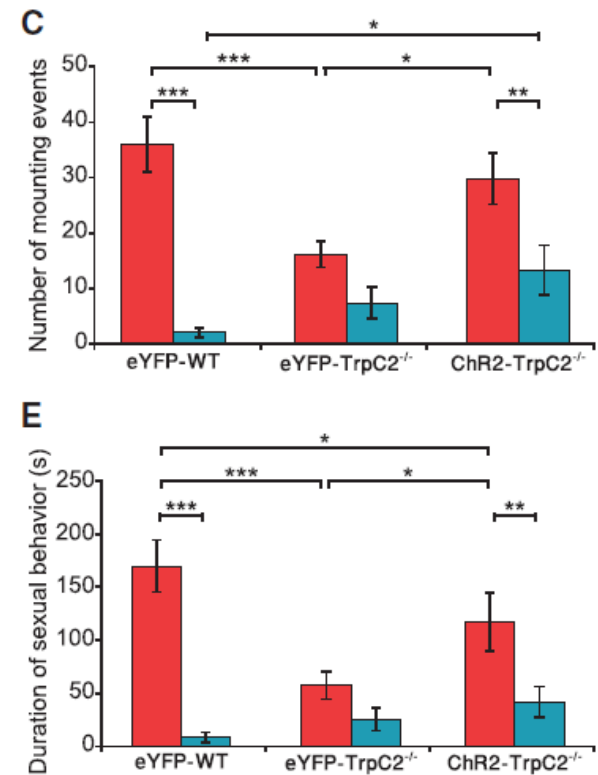 C
*
***
*
***
**
Number of mounting events
50
40
30
20
10
0
eYFP-WT
eYFP-TrpC2-/-
ChR2-TrpC2-/-
E
*
***
*
***
**
Duration of sexual behavior (s)
250
200
150
100
50
0
eYFP-WT
eYFP-TrpC2-/-
ChR2-TrpC2-/-